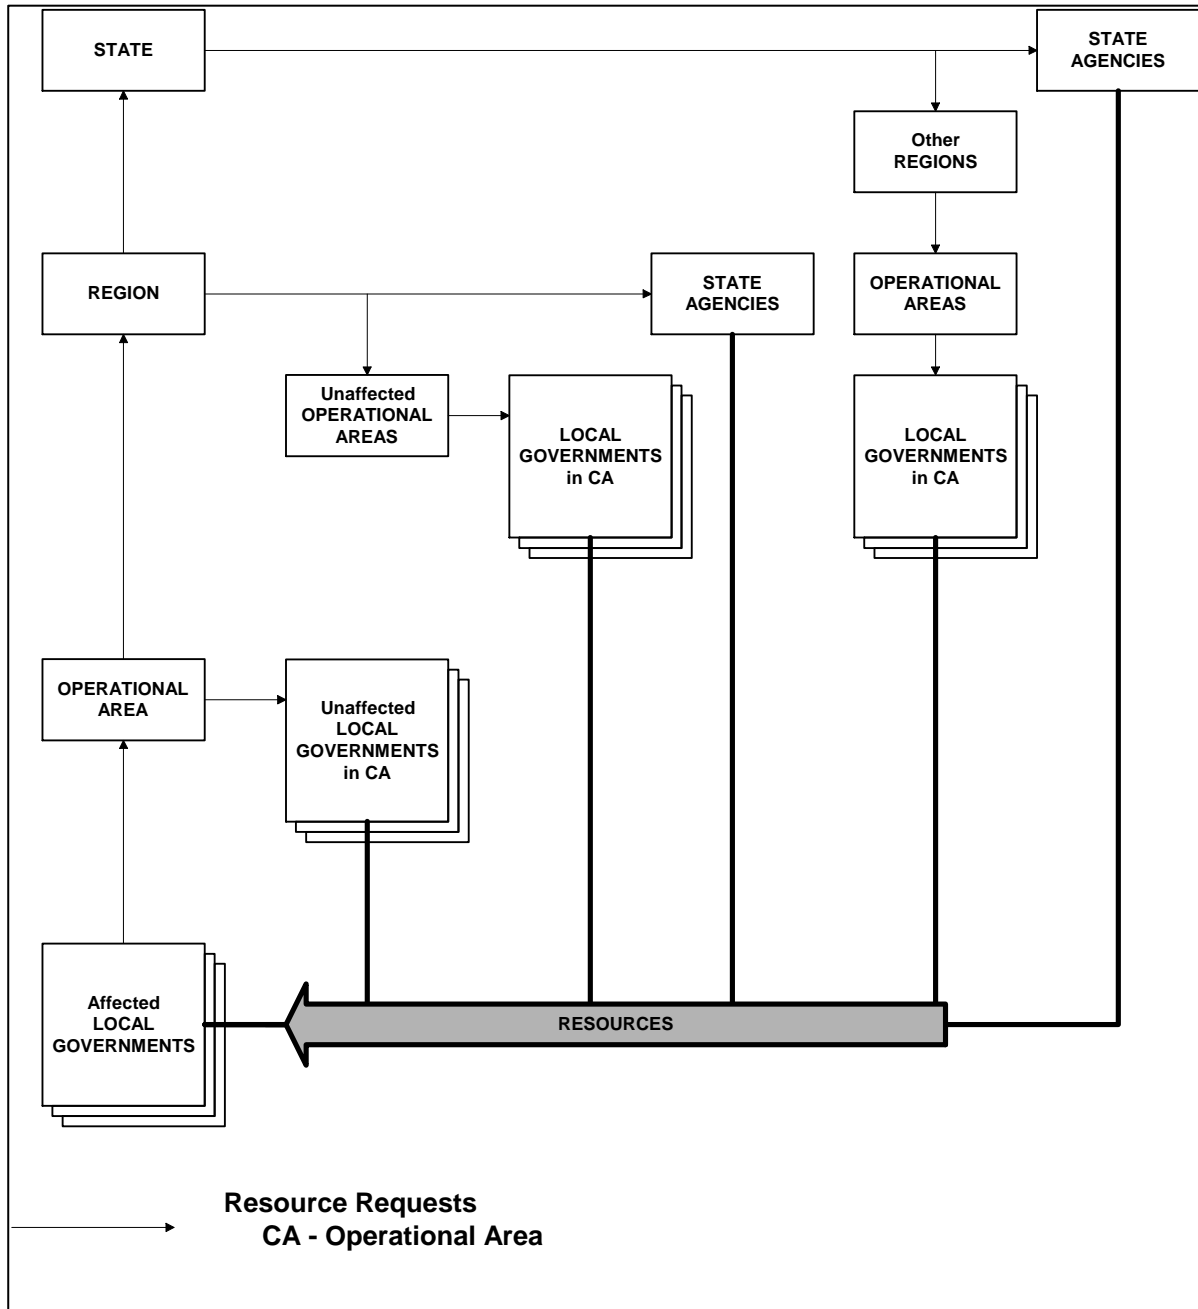 STATE
STATE
AGENCIES
Other
REGIONS
REGION
STATE
AGENCIES
OPERATIONAL
AREAS
Unaffected
OPERATIONAL
AREAS
LOCAL
GOVERNMENTS
in CA
LOCAL
GOVERNMENTS
in CA
OPERATIONAL
AREA
Unaffected
LOCAL
GOVERNMENTS
in CA
Affected
LOCAL
GOVERNMENTS
RESOURCES
Resource Requests
CA - Operational Area